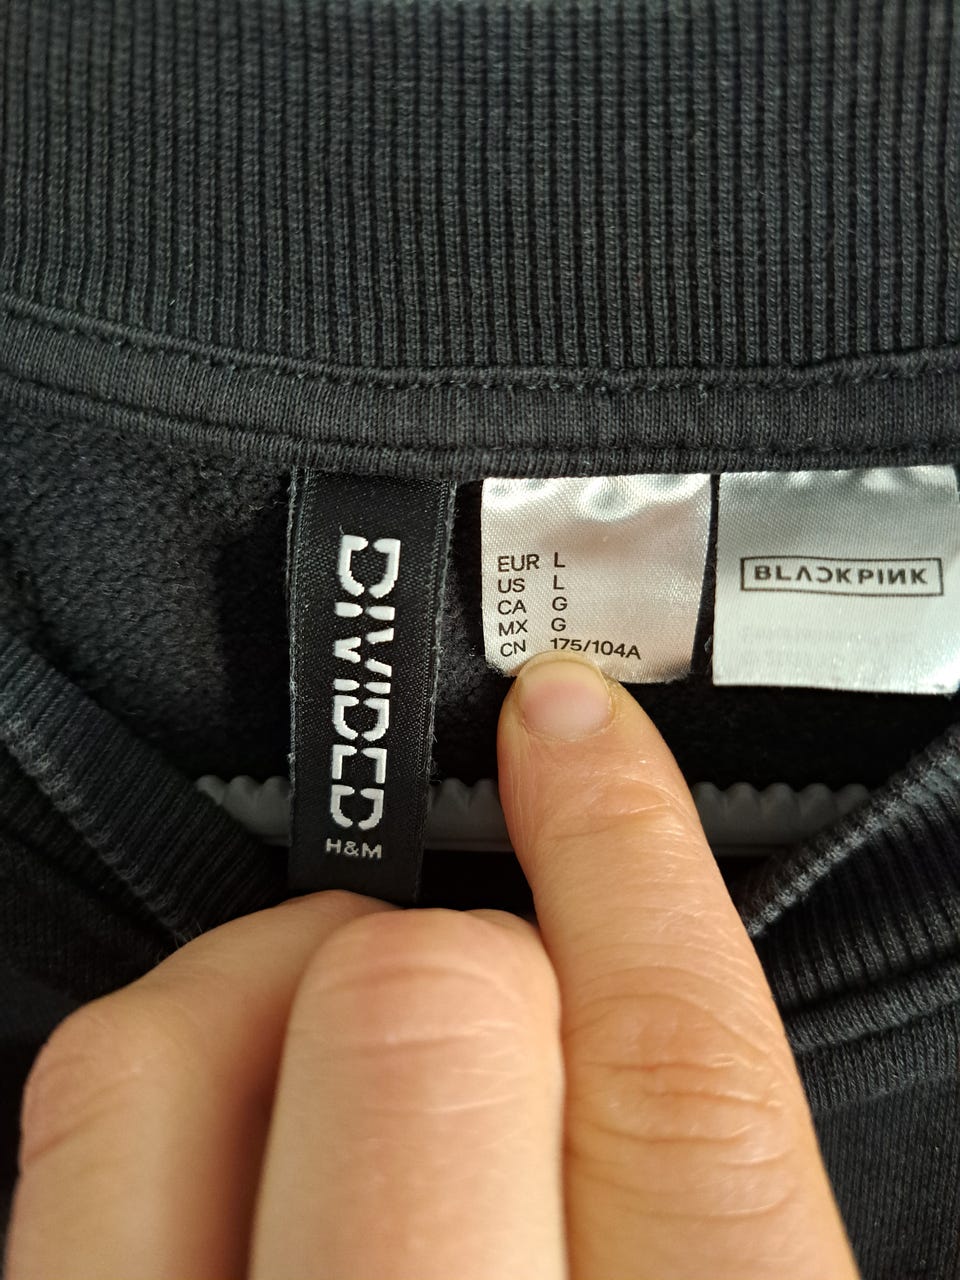 DIVIDED
H&M
EUR L
US L
CA G
MX G
CN 175/104A
BLACKPINK